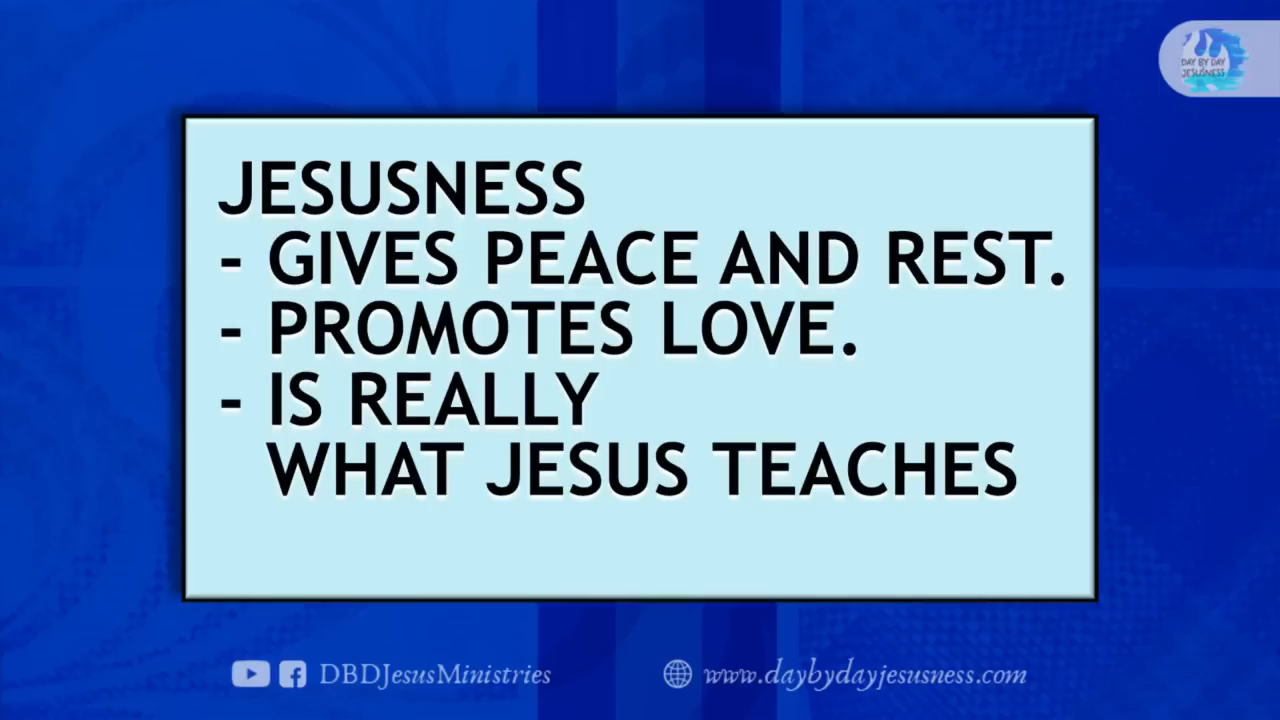 DAY BY DAY
JESUSNESS
JESUSNESS
- GIVES PEACE AND REST.
- PROMOTES LOVE.
- IS REALLY
WHAT JESUS TEACHES
DBDJesusMinistries
www.daybydayjesusness.com